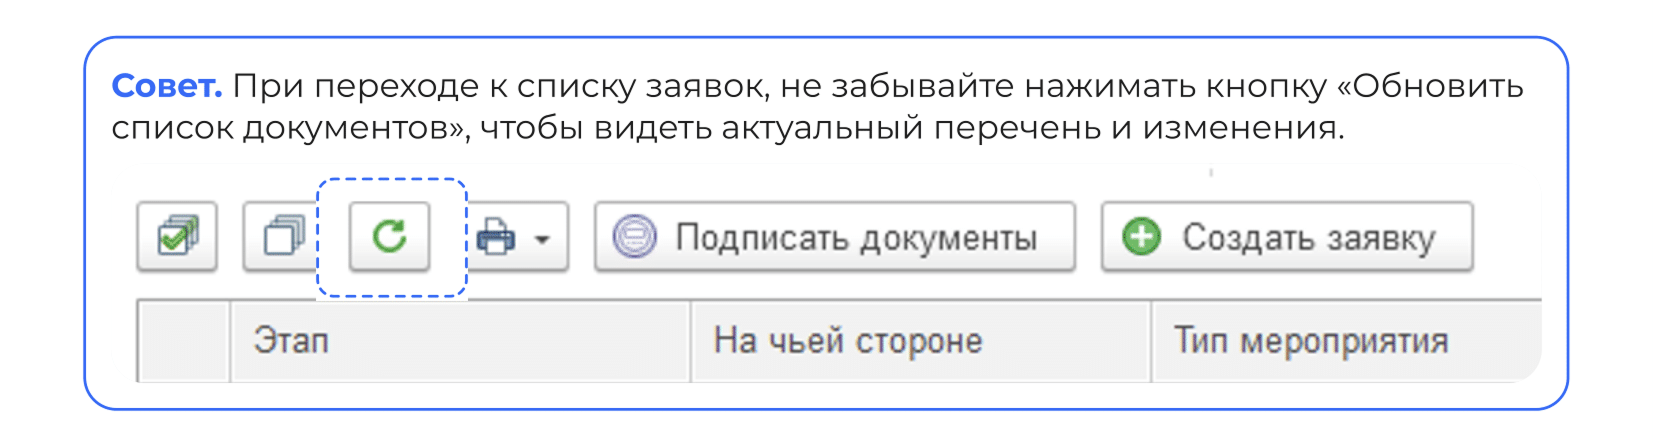 Совет. При переходе к списку заявок, не забывайте нажимать кнопку «Обновить
список документов», чтобы видеть актуальный перечень и изменения.
Подписать документы Создать заявку
Этап На чьей стороне Тип мероприятия